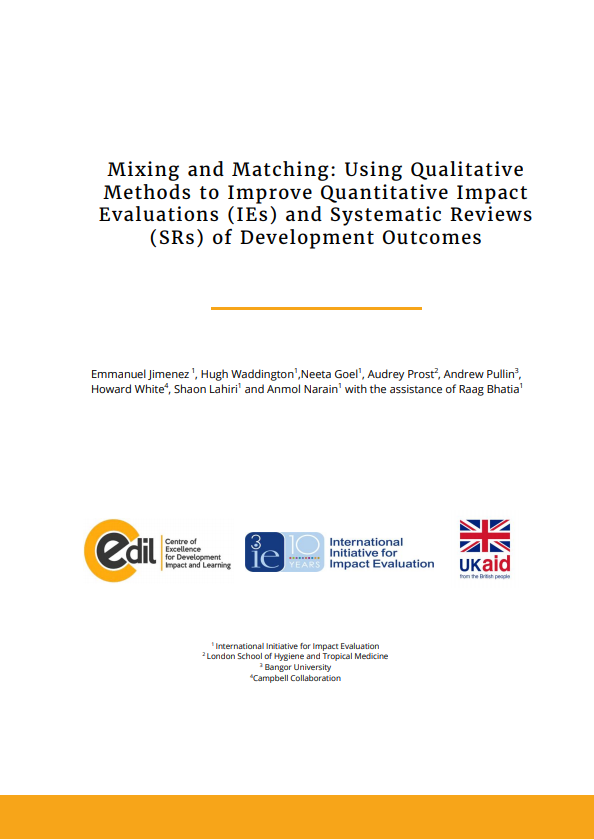 Mixing and Matching: Using Qualitative
Methods to Improve Quantitative Impact
Evaluations (IEs) and Systematic Reviews
(SRs) of Development Outcomes
Emmanuel Jimenez ¹, Hugh Waddington¹,Neeta Goel¹, Audrey Prost², Andrew Pullin³,
Howard White⁴, Shaon Lahiri¹ and Anmol Narain¹ with the assistance of Raag Bhatia¹
edil
Centre of
Excellence
for Development
Impact and Learning
3ie
10
YEARS
International
Initiative for
Impact Evaluation
UKaid
from the British people
¹ International Initiative for Impact Evaluation
² London School of Hygiene and Tropical Medicine
³ Bangor University
⁴Campbell Collaboration